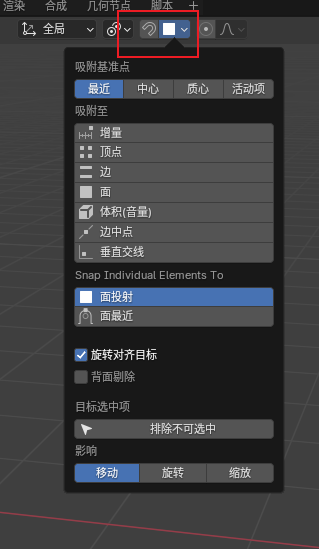 渲染 合成 几何节点 脚本 +
全局
吸附基准点
最近 中心 质心 活动项
吸附至
增量
顶点
边
面
体积(音量)
边中点
垂直交线
Snap Individual Elements To
面投射
面最近
旋转对齐目标
背面剔除
目标选中项
排除不可选中
影响
移动 旋转 缩放